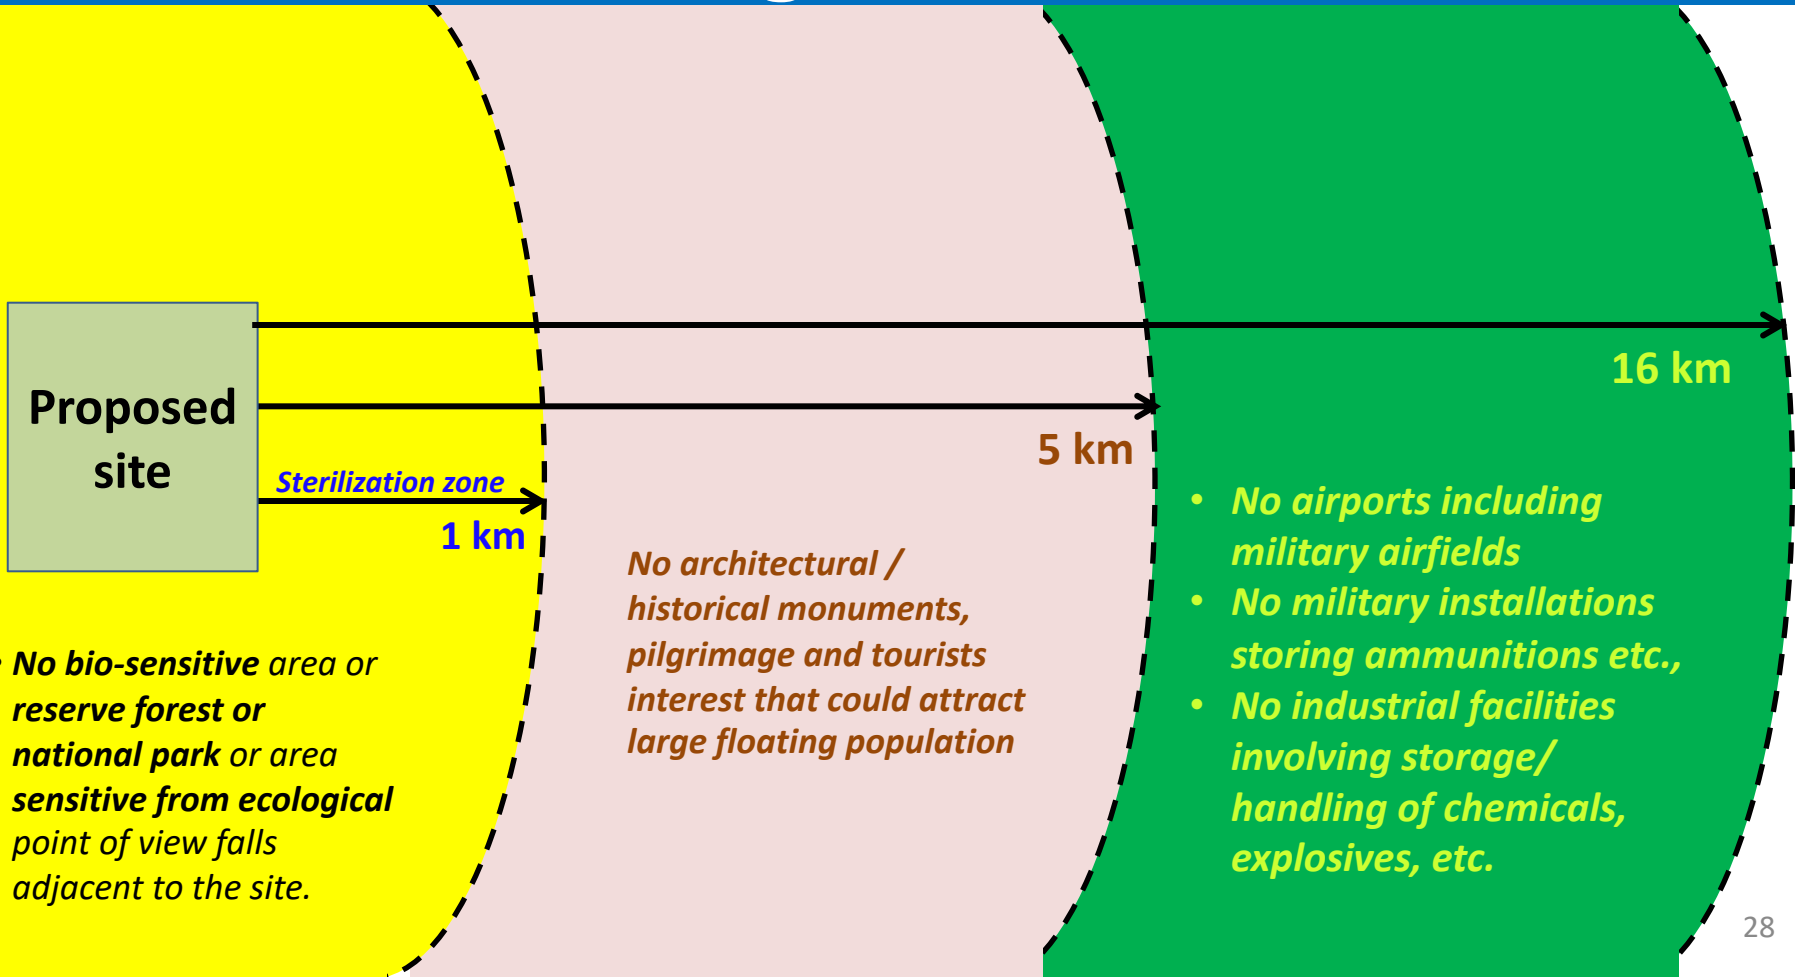 Proposed
site
16 km
5 km
Sterilization zone
1 km
• No bio-sensitive area or
reserve forest or
national park or area
sensitive from ecological
point of view falls
adjacent to the site.
No architectural /
historical monuments,
pilgrimage and tourists
interest that could attract
large floating population
• No airports including
military airfields
• No military installations
storing ammunitions etc.,
• No industrial facilities
involving storage/
handling of chemicals,
explosives, etc.
28